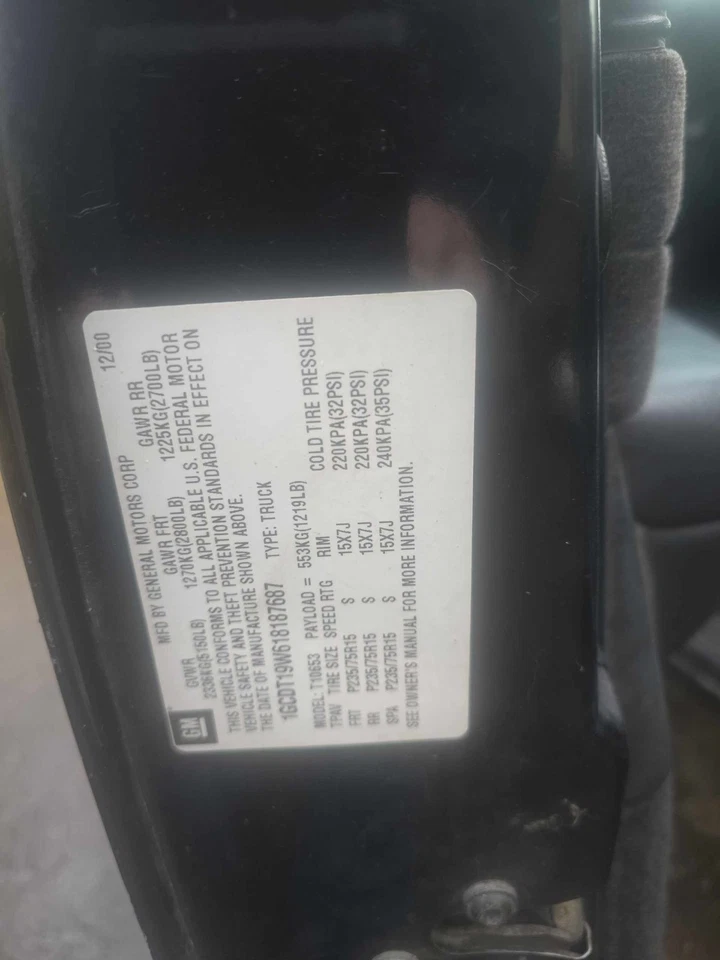 GM
MFD BY GENERAL MOTORS CORP 12/00
GVWR GAWR FRT GAWR RR
2336KG(5150LB) 1270KG(2800LB) 1225KG(2700LB)
THIS VEHICLE CONFORMS TO ALL APPLICABLE U.S. FEDERAL MOTOR
VEHICLE SAFETY AND THEFT PREVENTION STANDARDS IN EFFECT ON
THE DATE OF MANUFACTURE SHOWN ABOVE.
1GCDT19W618187687 TYPE: TRUCK
MODEL: T10653 PAYLOAD = 553KG(1219LB)
TPAV TIRE SIZE SPEED RTG RIM COLD TIRE PRESSURE
FRT P235/75R15 S 15X7J 220KPA(32PSI)
RR P235/75R15 S 15X7J 220KPA(32PSI)
SPA P235/75R15 S 15X7J 240KPA(35PSI)
SEE OWNER'S MANUAL FOR MORE INFORMATION.